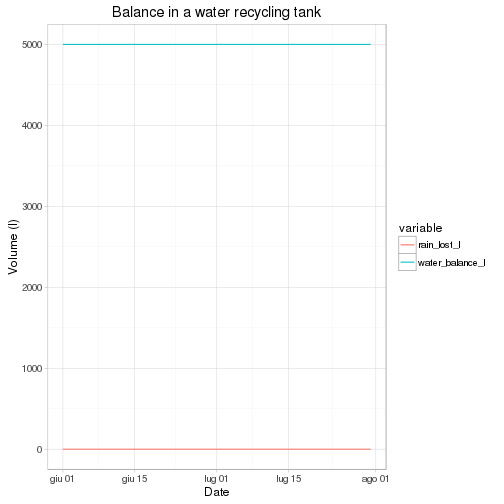 Balance in a water recycling tank
5000
4000
3000
2000
1000
0
Volume (l)
giu 01
giu 15
lug 01
lug 15
ago 01
Date
variable
rain_lost_l
water_balance_l